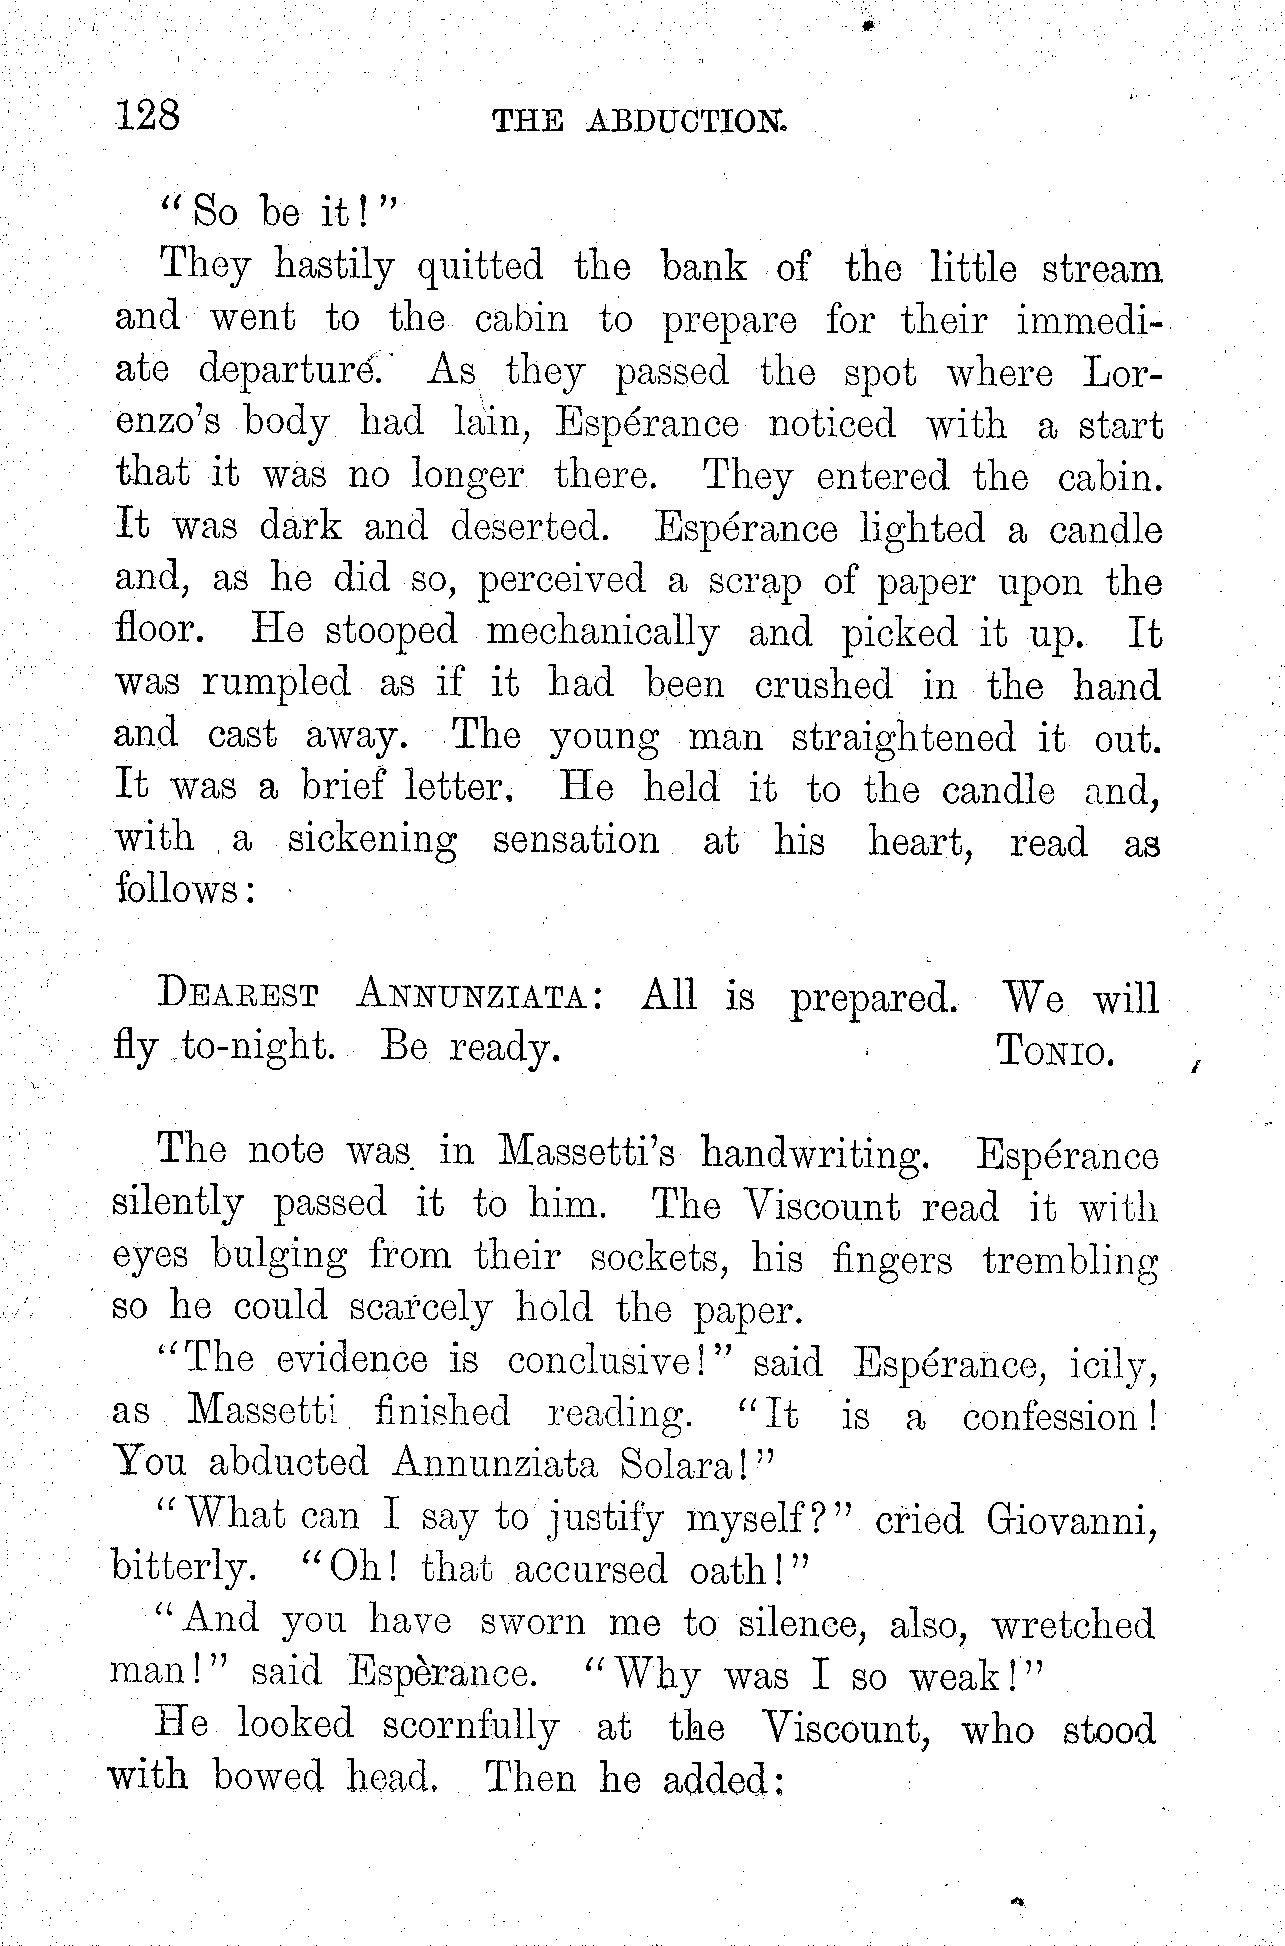 128 THE ABDUCTION.
“So be it!”
They hastily quitted the bank of the little stream
and went to the cabin to prepare for their immedi-
ate departure. As they passed the spot where Lor-
enzo's body had lain, Espérance noticed with a start
that it was no longer there. They entered the cabin.
It was dark and deserted. Espérance lighted a candle
and, as he did so, perceived a scrap of paper upon the
floor. He stooped mechanically and picked it up. It
was rumpled as if it had been crushed in the hand
and cast away. The young man straightened it out.
It was a brief letter. He held it to the candle and,
with a sickening sensation at his heart, read as
follows:
DEAREST ANNUNZIATA: All is prepared. We will
fly to-night. Be ready. TONIO.
The note was in Massetti's handwriting. Espérance
silently passed it to him. The Viscount read it with
eyes bulging from their sockets, his fingers trembling
so he could scarcely hold the paper.
“The evidence is conclusive!” said Espérance, icily,
as Massetti finished reading. “It is a confession!
You abducted Annunziata Solara!”
“What can I say to justify myself?” cried Giovanni,
bitterly. “Oh! that accursed oath!”
“And you have sworn me to silence, also, wretched
man!” said Espèrance. “Why was I so weak!”
He looked scornfully at the Viscount, who stood
with bowed head. Then he added: